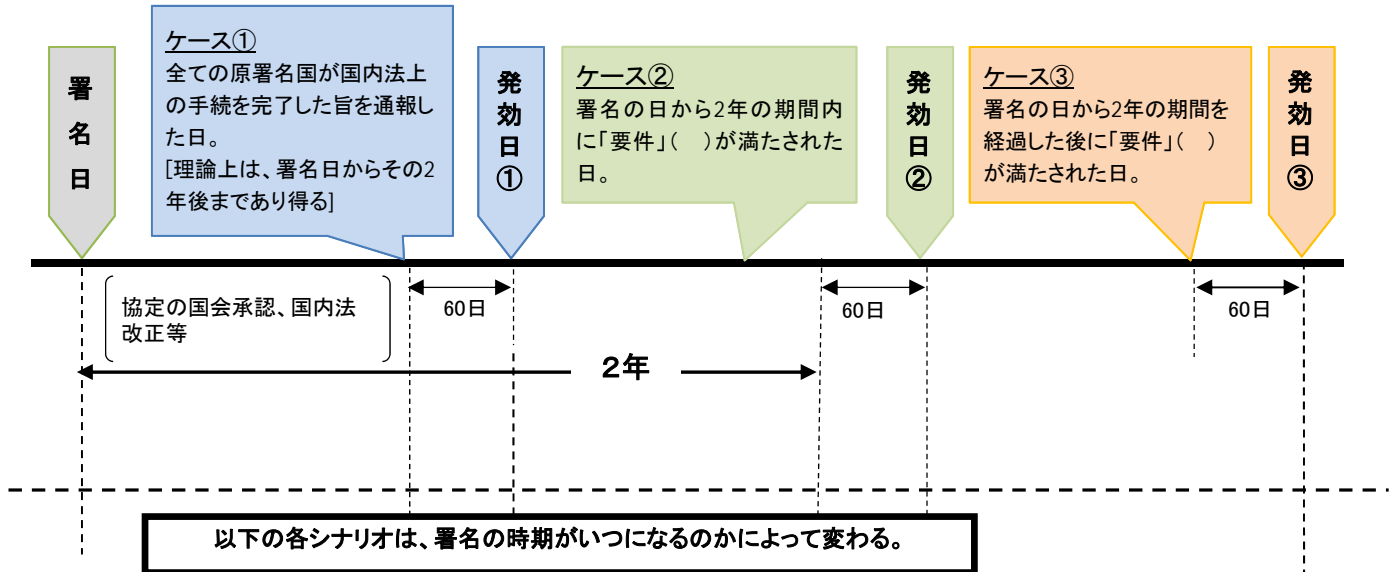 署名日
ケース①
全ての原署名国が国内法上
の手続を完了した旨を通報し
た日。
[理論上は、署名日からその2
年後まであり得る]
発効日①
ケース②
署名の日から2年の期間内
に「要件」(　)が満たされた
日。
発効日②
ケース③
署名の日から2年の期間を
経過した後に「要件」(　)
が満たされた日。
発効日③
協定の国会承認、国内法
改正等
60日
60日
60日
２年
以下の各シナリオは、署名の時期がいつになるのかによって変わる。